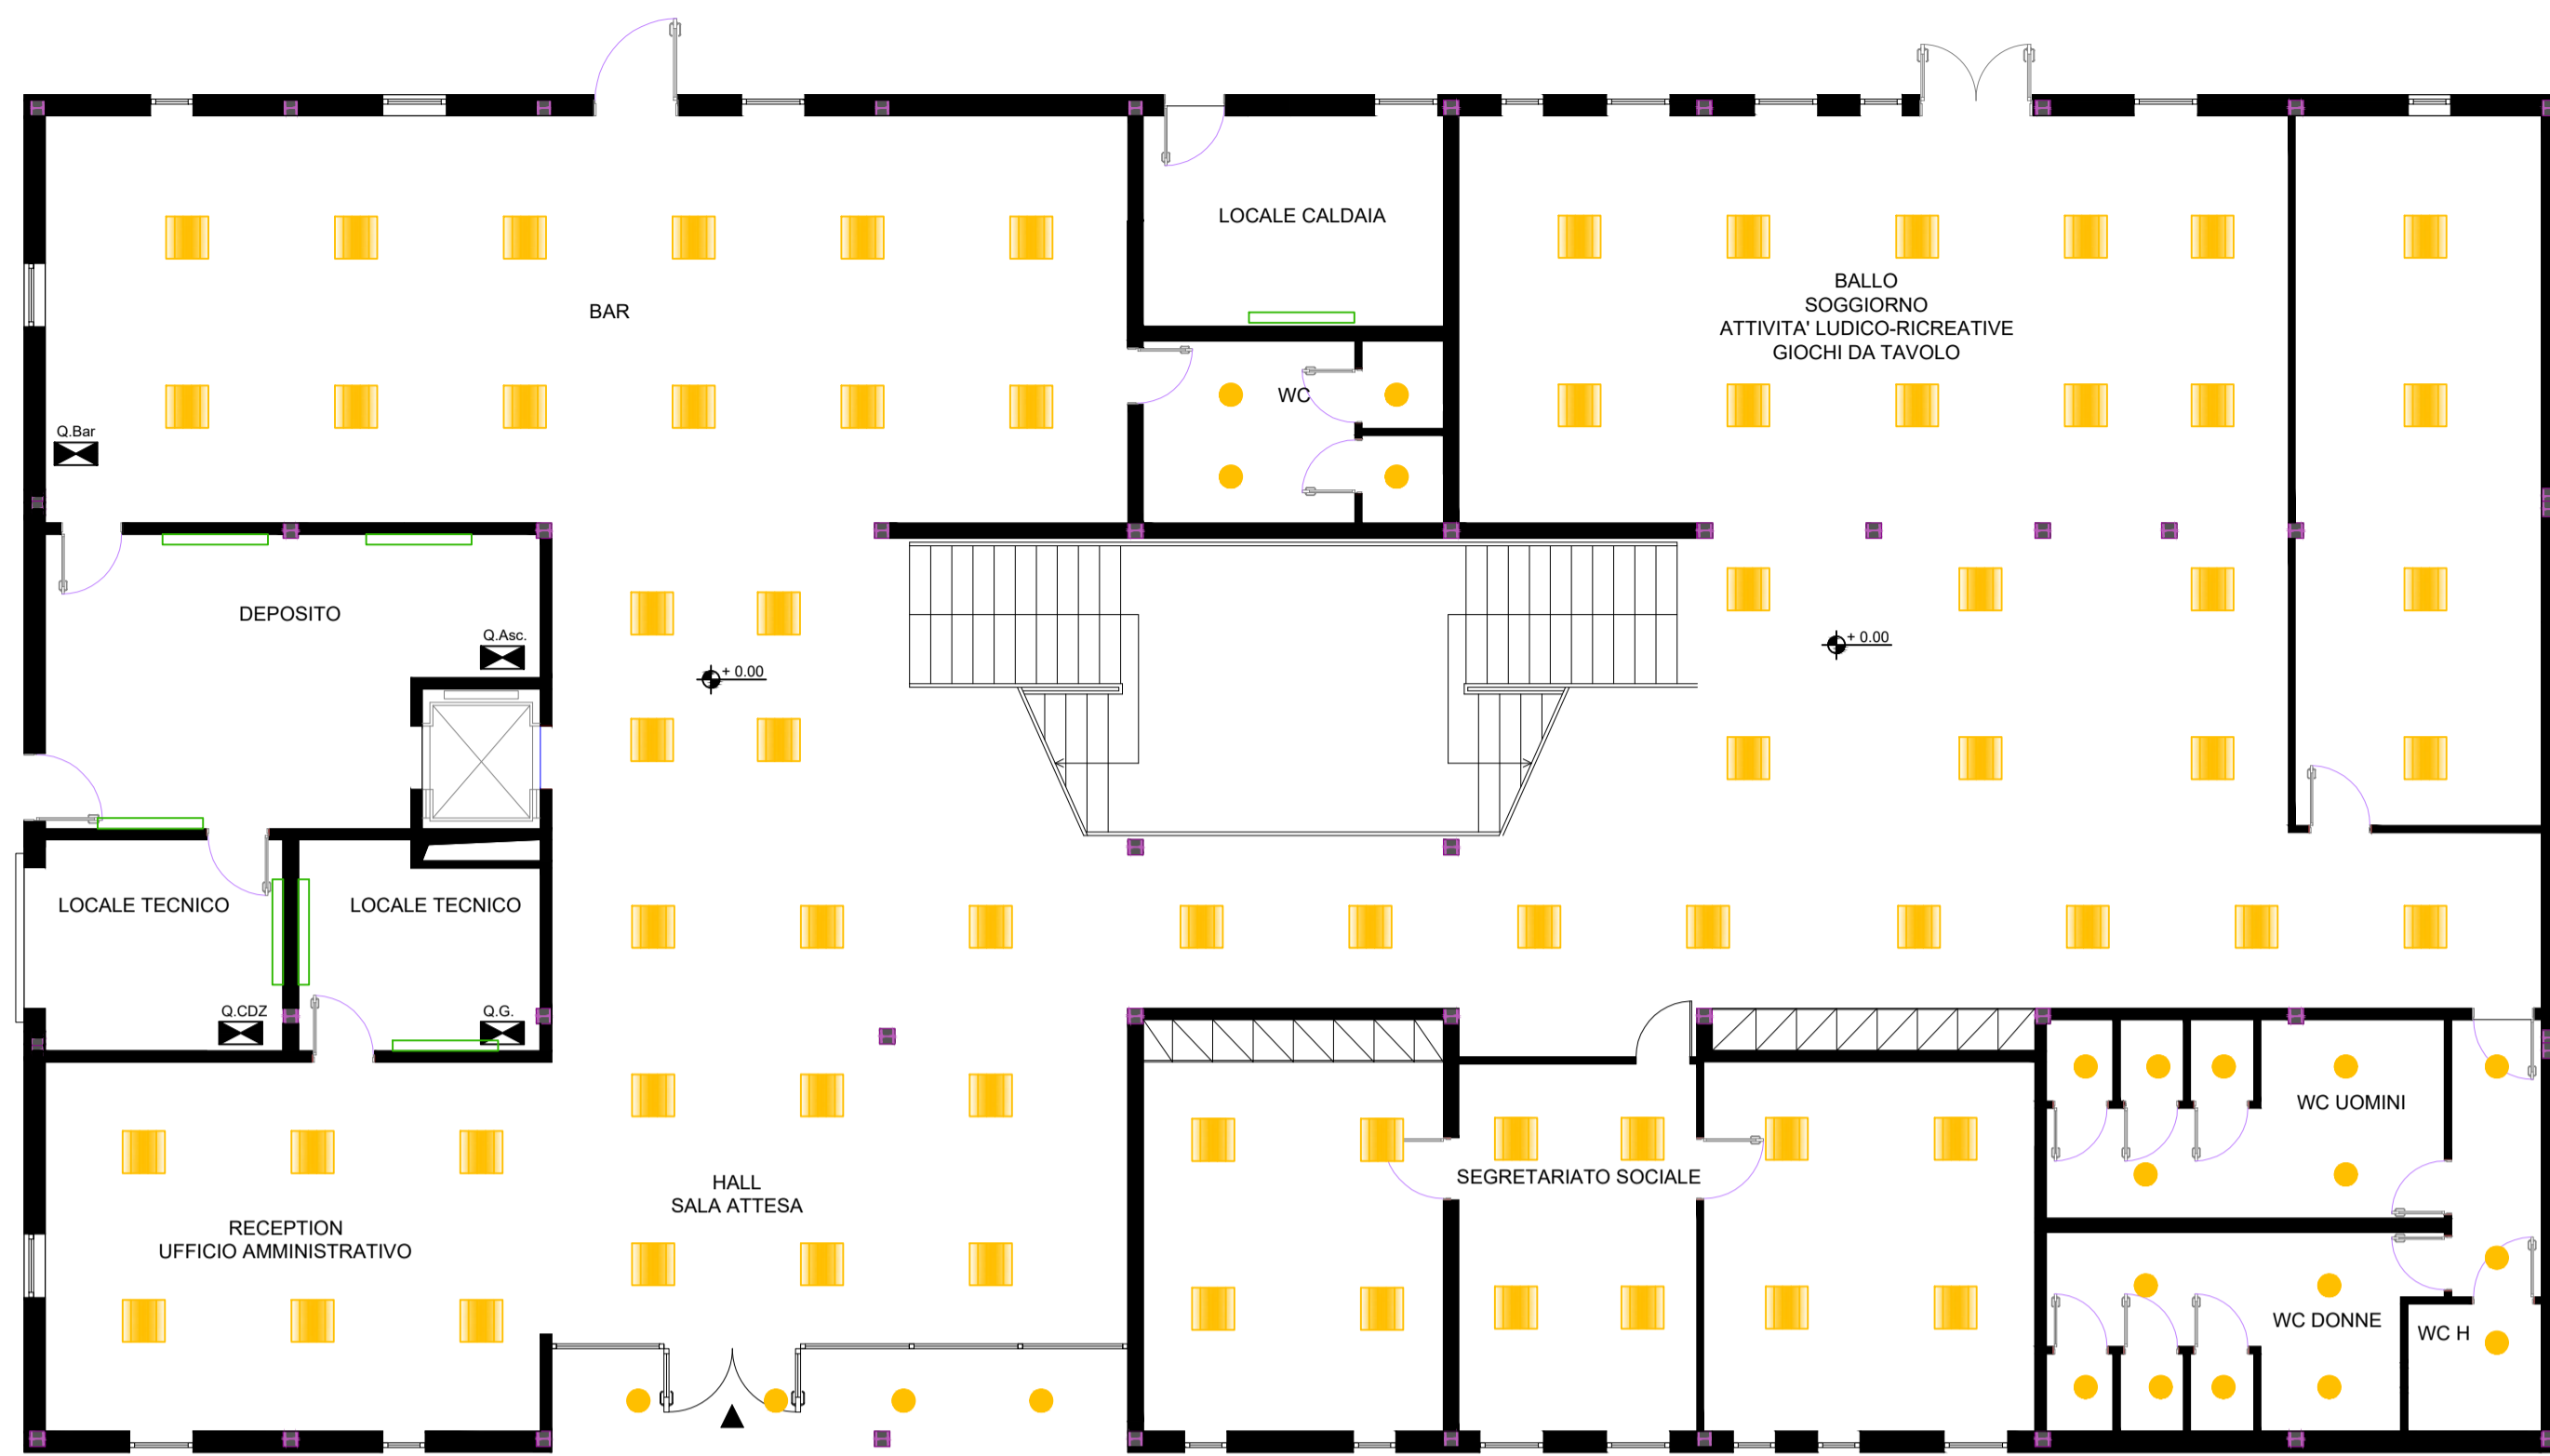 LOCALE CALDAIA
BAR
BALLO
SOGGIORNO
ATTIVITA' LUDICO-RICREATIVE
GIOCHI DA TAVOLO
WC
Q.Bar
DEPOSITO
Q.Asc.
+ 0.00
+ 0.00
LOCALE TECNICO
LOCALE TECNICO
Q.CDZ
Q.G.
WC UOMINI
SEGRETARIATO SOCIALE
HALL
SALA ATTESA
RECEPTION
UFFICIO AMMINISTRATIVO
WC DONNE
WC H